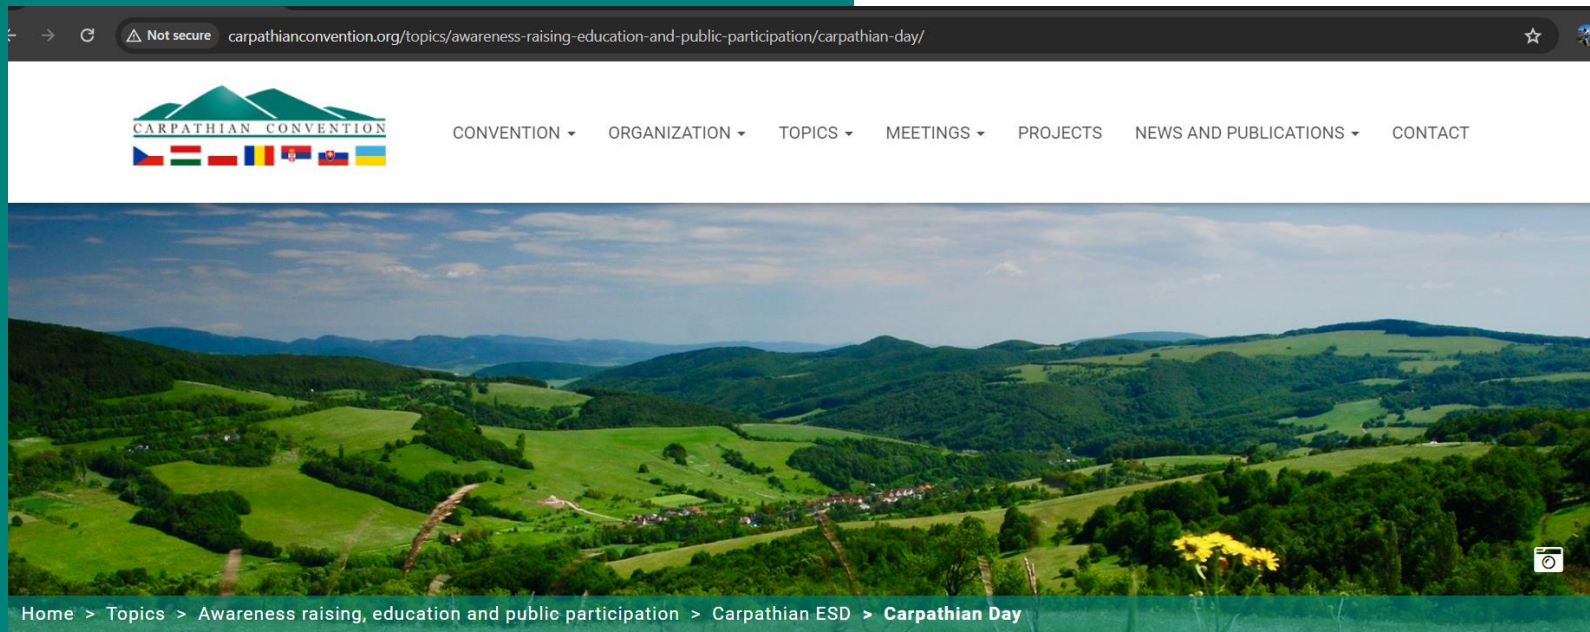 Not secure carpathianconvention.org/topics/awareness-raising-education-and-public-participation/carpathian-day/
CARPATHIAN CONVENTION
CONVENTION ORGANIZATION TOPICS MEETINGS PROJECTS NEWS AND PUBLICATIONS CONTACT
Home > Topics > Awareness raising, education and public participation > Carpathian ESD > Carpathian Day